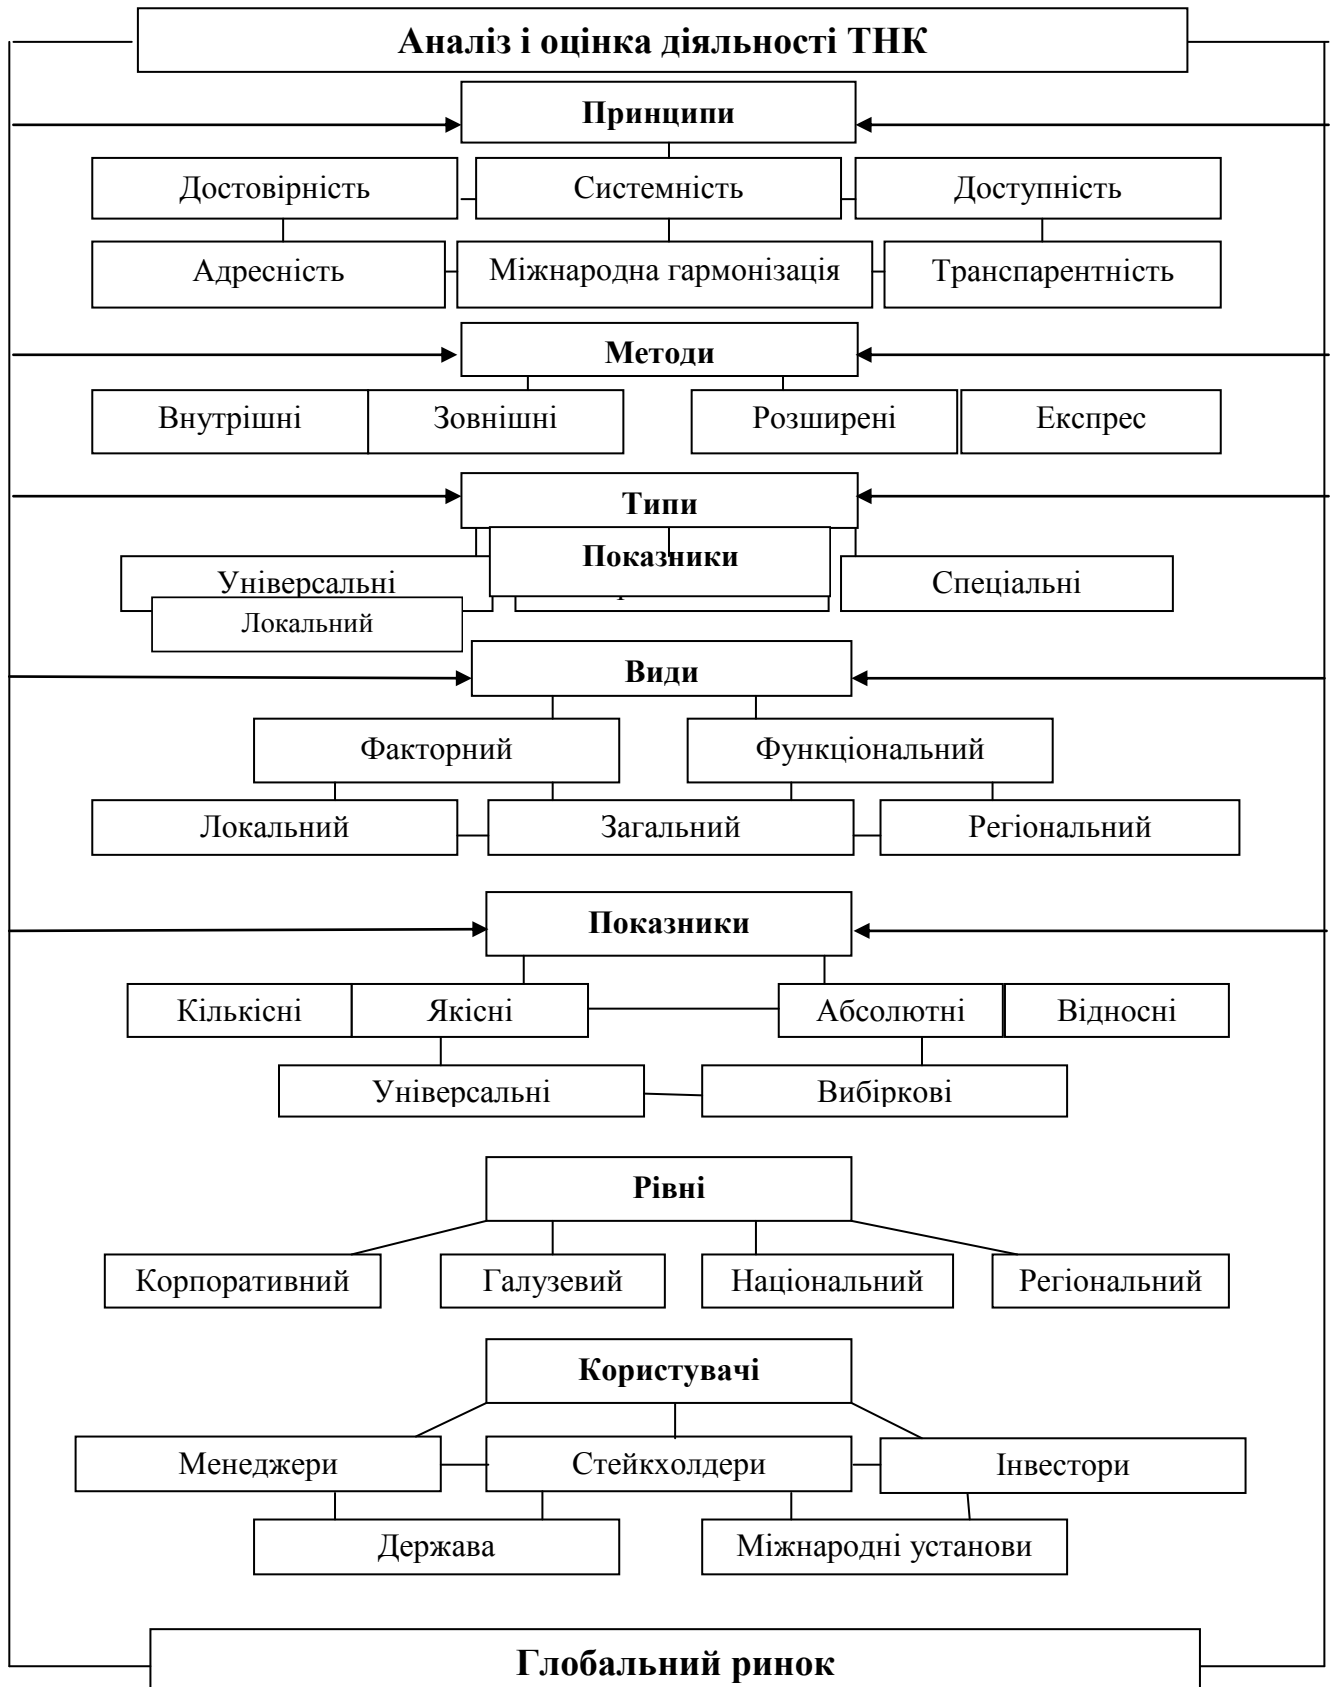 Аналіз і оцінка діяльності ТНК
Принципи
Достовірність Системність Доступність
Адресність Міжнародна гармонізація Транспарентність
Методи
Внутрішні Зовнішні Розширені Експрес
Типи
Показники
Універсальні Спеціальні
Локальний
Види
Факторний Функціональний
Локальний Загальний Регіональний
Показники
Кількісні Якісні Абсолютні Відносні
Універсальні Вибіркові
Рівні
Корпоративний Галузевий Національний Регіональний
Користувачі
Менеджери Стейкхолдери Інвестори
Держава Міжнародні установи
Глобальний ринок